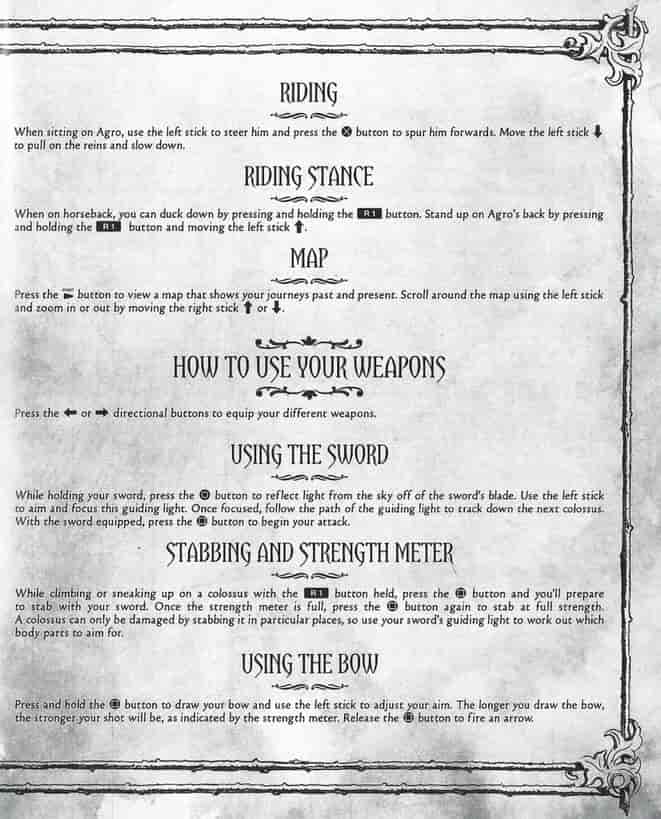 RIDING
When sitting on Agro, use the left stick to steer him and press the ⊗ button to spur him forwards. Move the left stick ⬇
to pull on the reins and slow down.
RIDING STANCE
When on horseback, you can duck down by pressing and holding the R1 button. Stand up on Agro's back by pressing
and holding the R1 button and moving the left stick ⬆.
MAP
Press the ► button to view a map that shows your journeys past and present. Scroll around the map using the left stick
and zoom in or out by moving the right stick ⬆ or ⬇.
HOW TO USE YOUR WEAPONS
Press the ⬅ or ➡ directional buttons to equip your different weapons.
USING THE SWORD
While holding your sword, press the ◎ button to reflect light from the sky off of the sword's blade. Use the left stick
to aim and focus this guiding light. Once focused, follow the path of the guiding light to track down the next colossus.
With the sword equipped, press the ▣ button to begin your attack.
STABBING AND STRENGTH METER
While climbing or sneaking up on a colossus with the R1 button held, press the ▣ button and you'll prepare
to stab with your sword. Once the strength meter is full, press the ▣ button again to stab at full strength.
A colossus can only be damaged by stabbing it in particular places, so use your sword's guiding light to work out which
body parts to aim for.
USING THE BOW
Press and hold the ▣ button to draw your bow and use the left stick to adjust your aim. The longer you draw the bow,
the stronger your shot will be, as indicated by the strength meter. Release the ▣ button to fire an arrow.